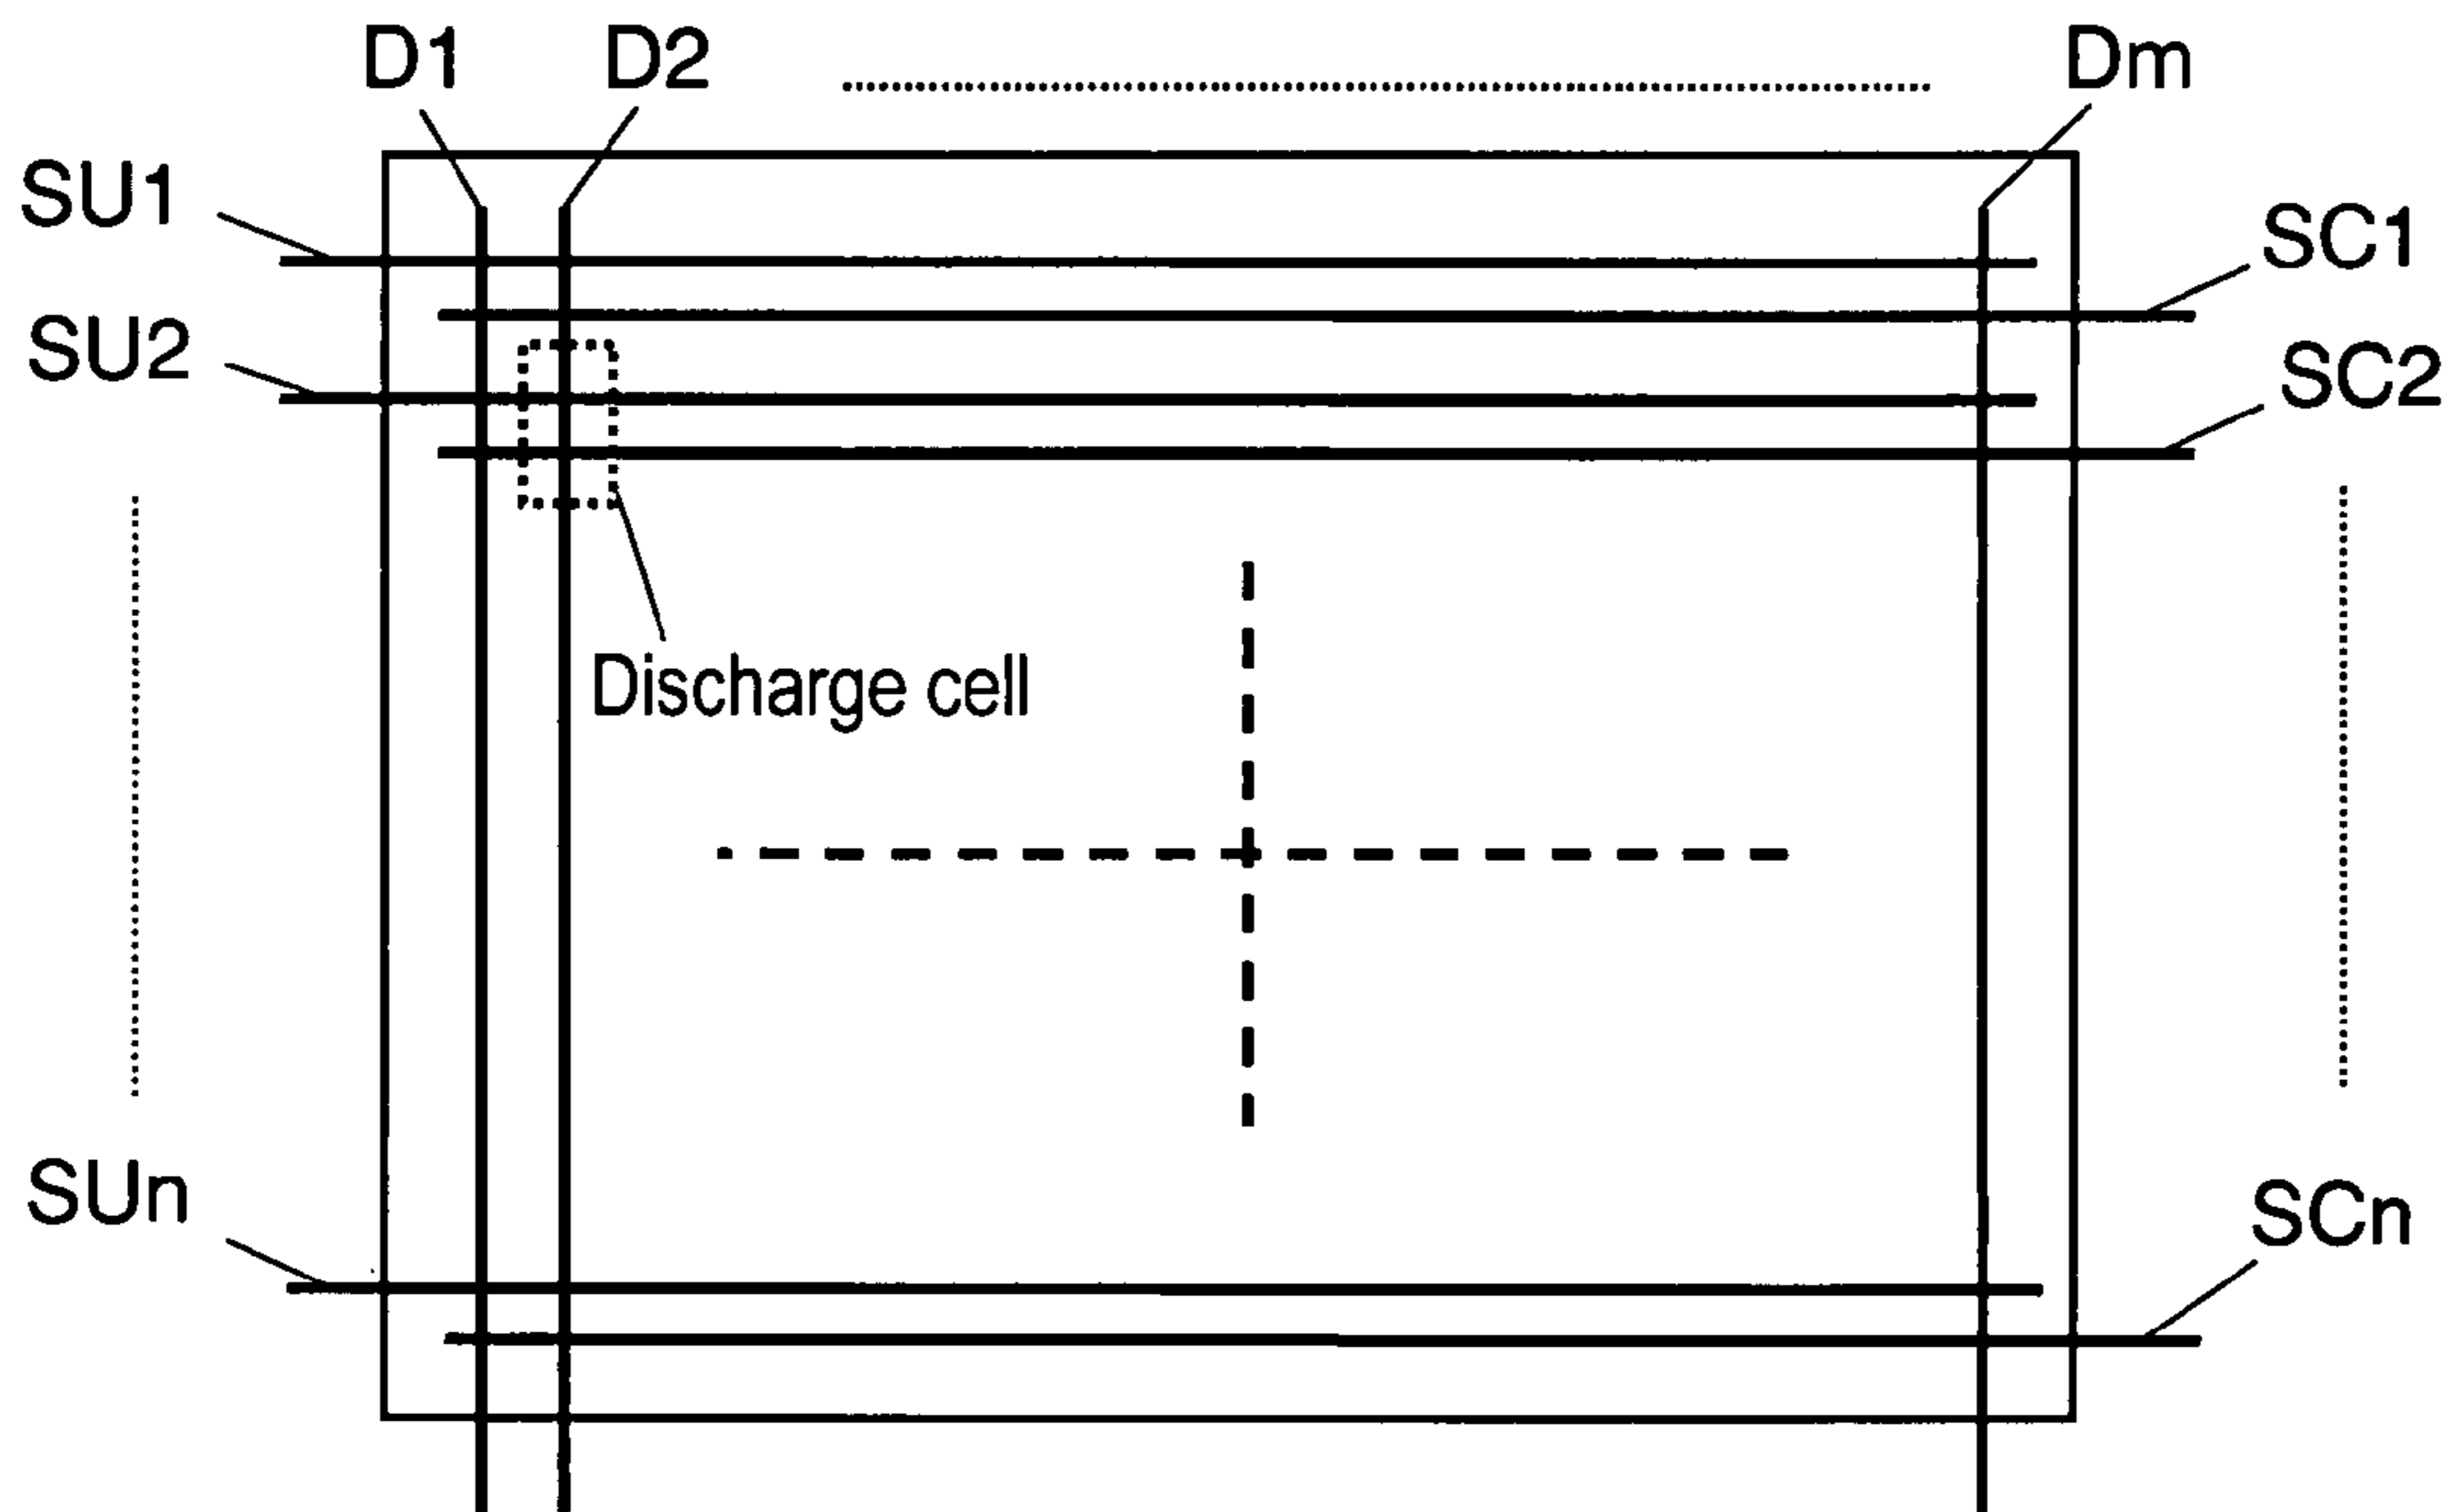 D1 D2 Dm
SU1
SC1
SU2
SC2
Discharge cell
SUn
SCn